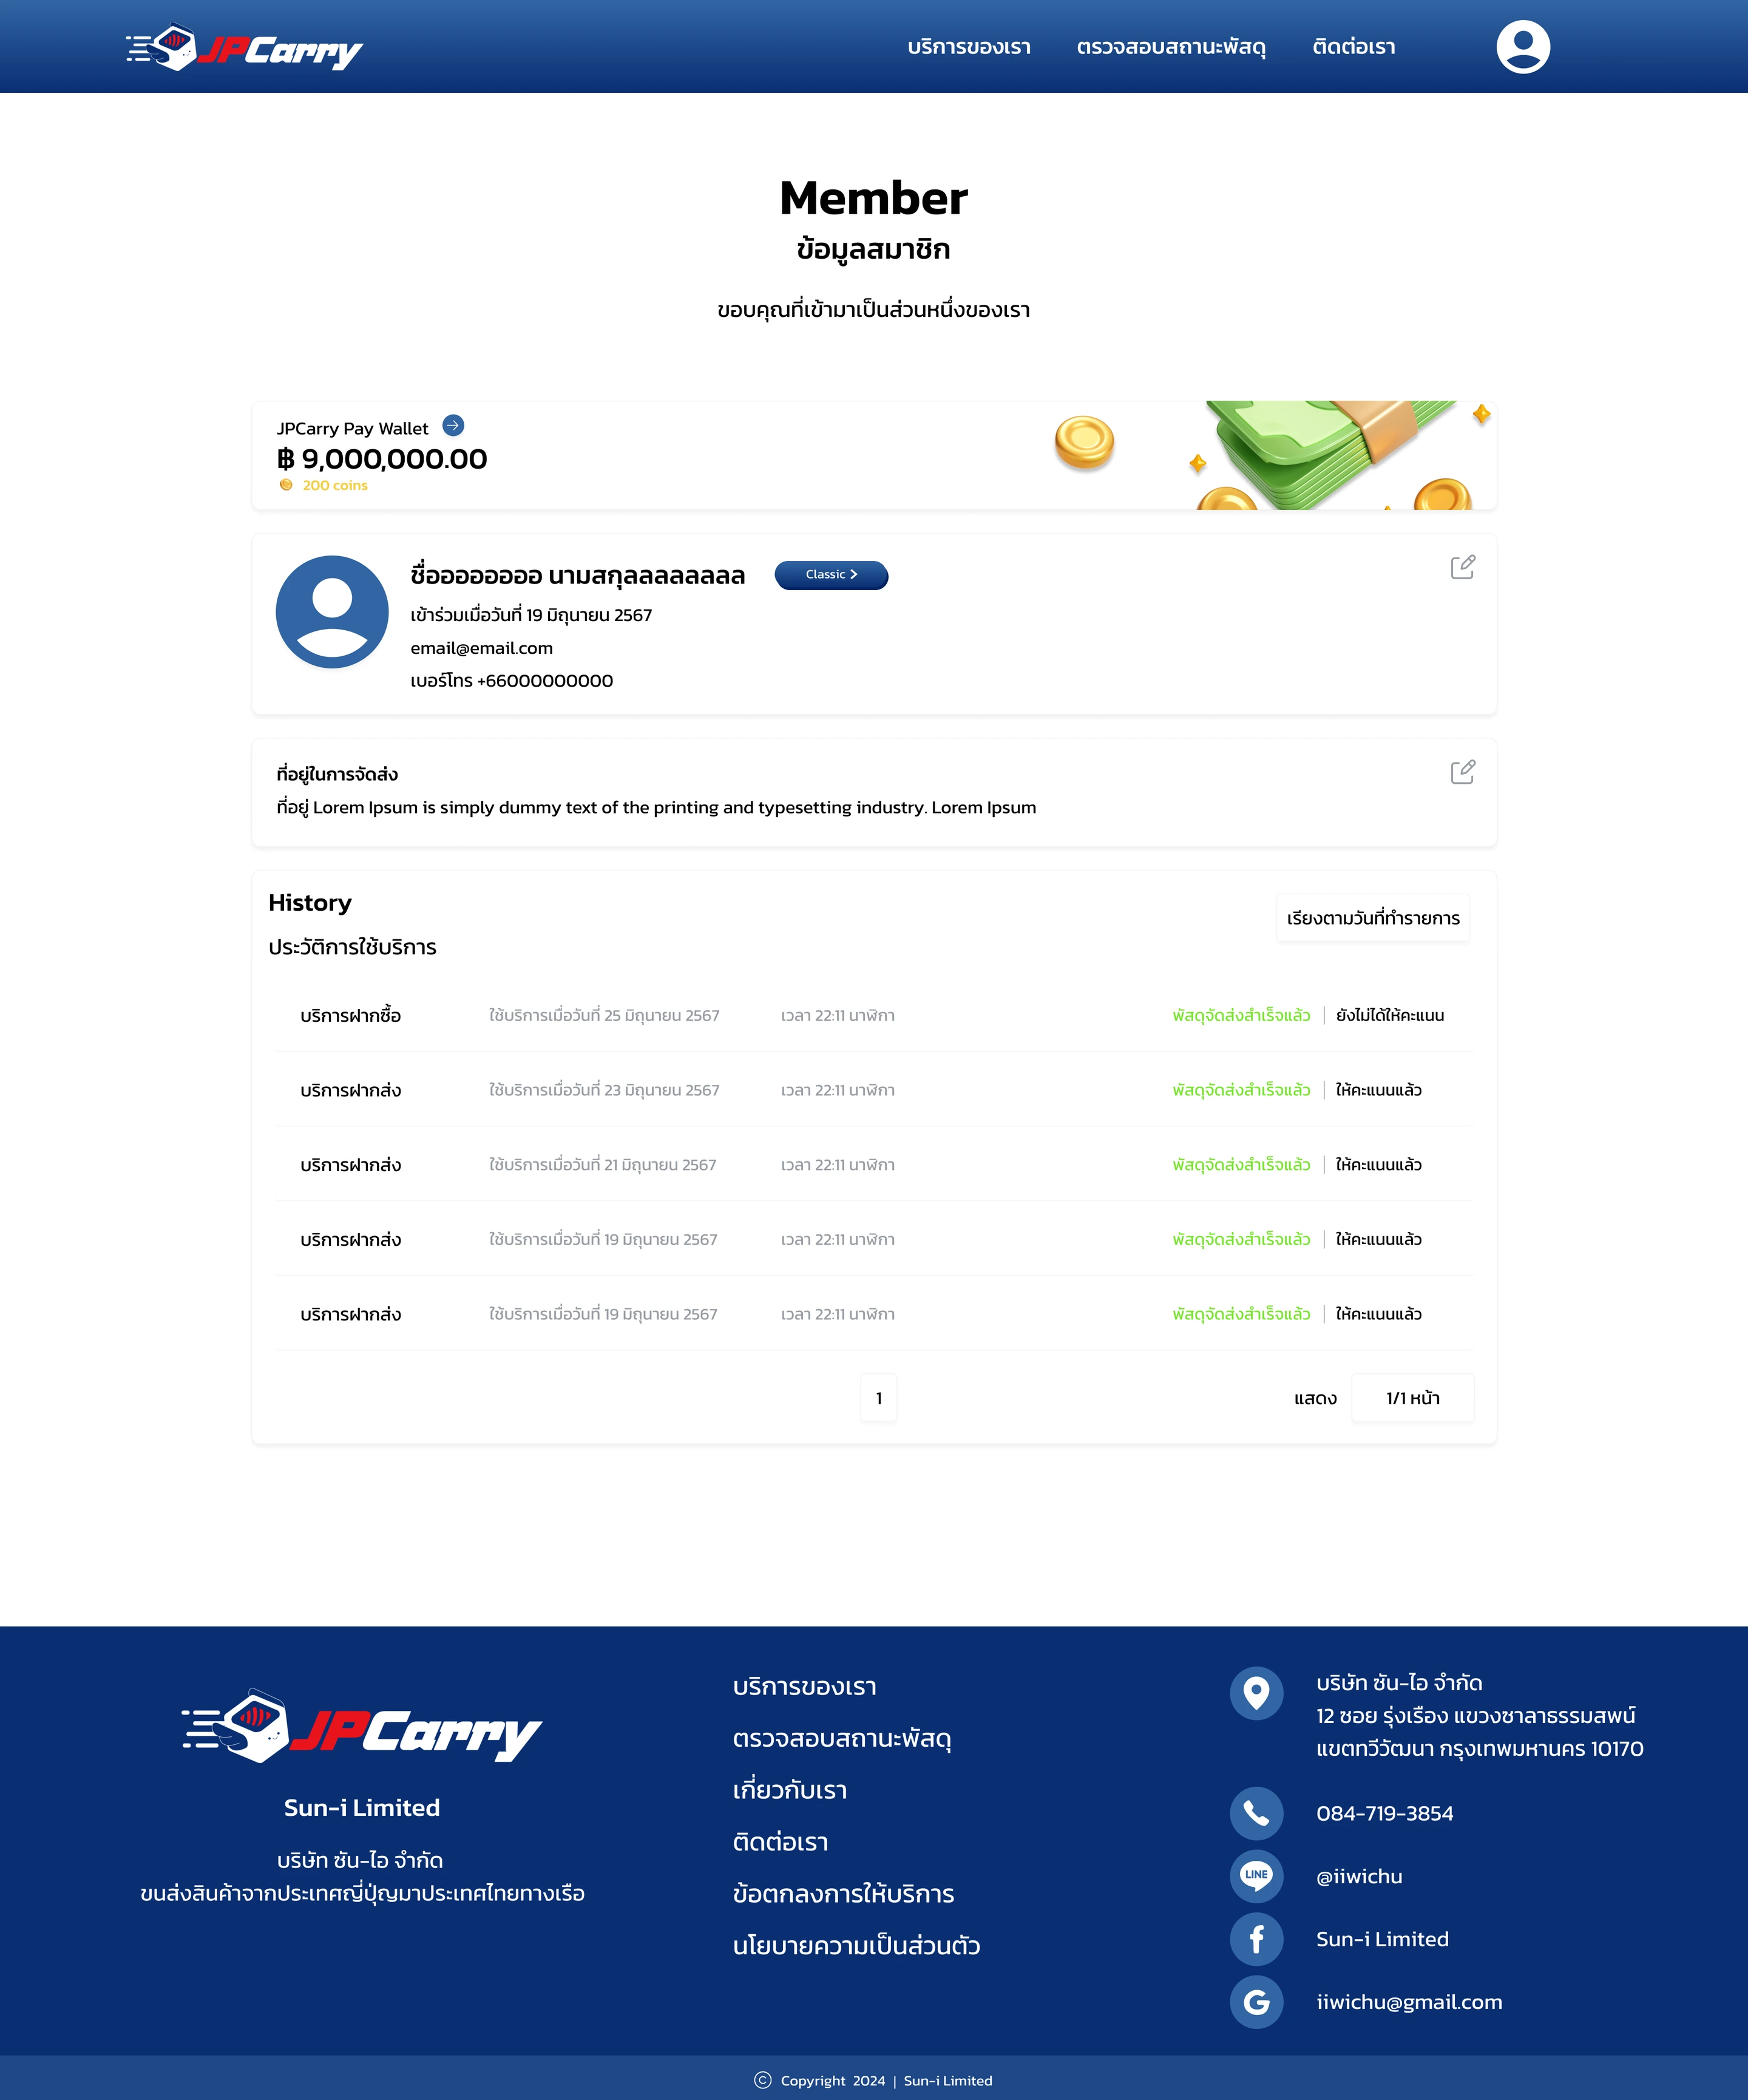 JPCarry
บริการของเรา ตรวจสอบสถานะพัสดุ ติดต่อเรา
Member
ข้อมูลสมาชิก
ขอบคุณที่เข้ามาเป็นส่วนหนึ่งของเรา
JPCarry Pay Wallet
฿ 9,000,000.00
200 coins
ชื่อออออออออ นามสกุลลลลลลลล Classic
เข้าร่วมเมื่อวันที่ 19 มิถุนายน 2567
email@email.com
เบอร์โทร +66000000000
ที่อยู่ในการจัดส่ง
ที่อยู่ Lorem Ipsum is simply dummy text of the printing and typesetting industry. Lorem Ipsum
History
เรียงตามวันที่ทำรายการ
ประวัติการใช้บริการ
บริการฝากซื้อ ใช้บริการเมื่อวันที่ 25 มิถุนายน 2567 เวลา 22:11 นาฬิกา พัสดุจัดส่งสำเร็จแล้ว | ยังไม่ได้ให้คะแนน
บริการฝากส่ง ใช้บริการเมื่อวันที่ 23 มิถุนายน 2567 เวลา 22:11 นาฬิกา พัสดุจัดส่งสำเร็จแล้ว | ให้คะแนนแล้ว
บริการฝากส่ง ใช้บริการเมื่อวันที่ 21 มิถุนายน 2567 เวลา 22:11 นาฬิกา พัสดุจัดส่งสำเร็จแล้ว | ให้คะแนนแล้ว
บริการฝากส่ง ใช้บริการเมื่อวันที่ 19 มิถุนายน 2567 เวลา 22:11 นาฬิกา พัสดุจัดส่งสำเร็จแล้ว | ให้คะแนนแล้ว
บริการฝากส่ง ใช้บริการเมื่อวันที่ 19 มิถุนายน 2567 เวลา 22:11 นาฬิกา พัสดุจัดส่งสำเร็จแล้ว | ให้คะแนนแล้ว
1 แสดง 1/1 หน้า
JPCarry
Sun-i Limited
บริษัท ซัน-ไอ จำกัด
ขนส่งสินค้าจากประเทศญี่ปุ่นมาประเทศไทยทางเรือ
บริการของเรา
ตรวจสอบสถานะพัสดุ
เกี่ยวกับเรา
ติดต่อเรา
ข้อตกลงการให้บริการ
นโยบายความเป็นส่วนตัว
บริษัท ซัน-ไอ จำกัด
12 ซอย รุ่งเรือง แขวงซาลาธรรมสพน์
แขตทวีวัฒนา กรุงเทพมหานคร 10170
084-719-3854
LINE @iiwichu
Sun-i Limited
iiwichu@gmail.com
© Copyright 2024 | Sun-i Limited